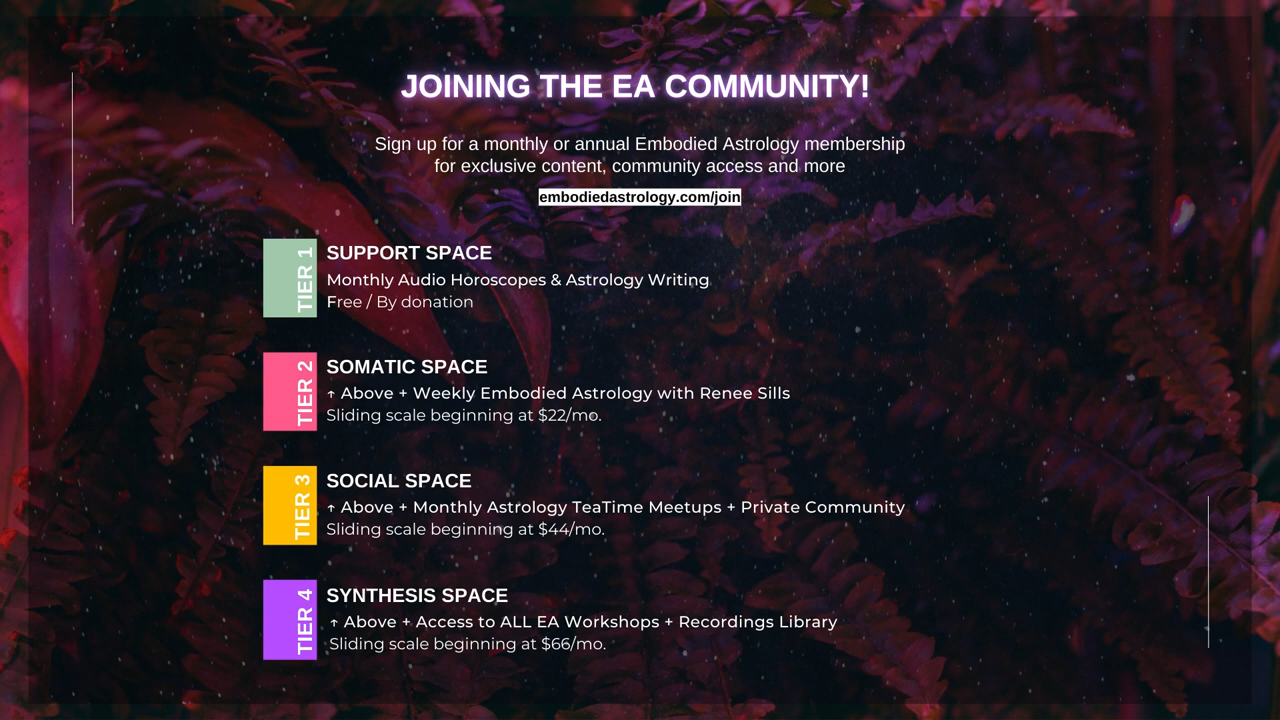 JOINING THE EA COMMUNITY!
Sign up for a monthly or annual Embodied Astrology membership
for exclusive content, community access and more
embodiedastrology.com/join
TIER 1
SUPPORT SPACE
Monthly Audio Horoscopes & Astrology Writing
Free / By donation
TIER 2
SOMATIC SPACE
↑ Above + Weekly Embodied Astrology with Renee Sills
Sliding scale beginning at $22/mo.
TIER 3
SOCIAL SPACE
↑ Above + Monthly Astrology TeaTime Meetups + Private Community
Sliding scale beginning at $44/mo.
TIER 4
SYNTHESIS SPACE
↑ Above + Access to ALL EA Workshops + Recordings Library
Sliding scale beginning at $66/mo.